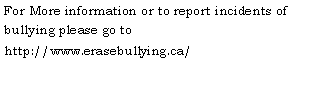 For More information or to report incidents of
bullying please go to
http://www.erasebullying.ca/